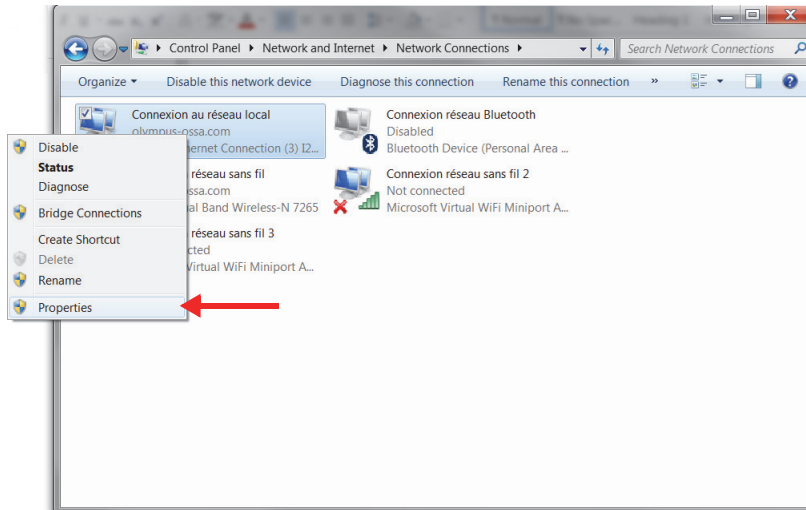 Control Panel Network and Internet Network Connections Search Network Connections
Organize Disable this network device Diagnose this connection Rename this connection »
Connexion au réseau local
olympus-ossa.com
ernet Connection (3) I2...
Connexion réseau Bluetooth
Disabled
Bluetooth Device (Personal Area ...
réseau sans fil
ssa.com
al Band Wireless-N 7265
Connexion réseau sans fil 2
Not connected
Microsoft Virtual WiFi Miniport A...
réseau sans fil 3
cted
Virtual WiFi Miniport A...
Disable
Status
Diagnose
Bridge Connections
Create Shortcut
Delete
Rename
Properties